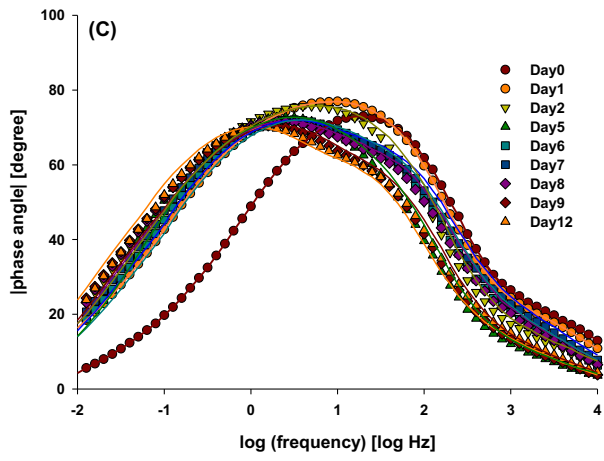 (C)
100
80
60
40
20
0
|phase angle| [degree]
-2 -1 0 1 2 3 4
log (frequency) [log Hz]
Day0
Day1
Day2
Day5
Day6
Day7
Day8
Day9
Day12